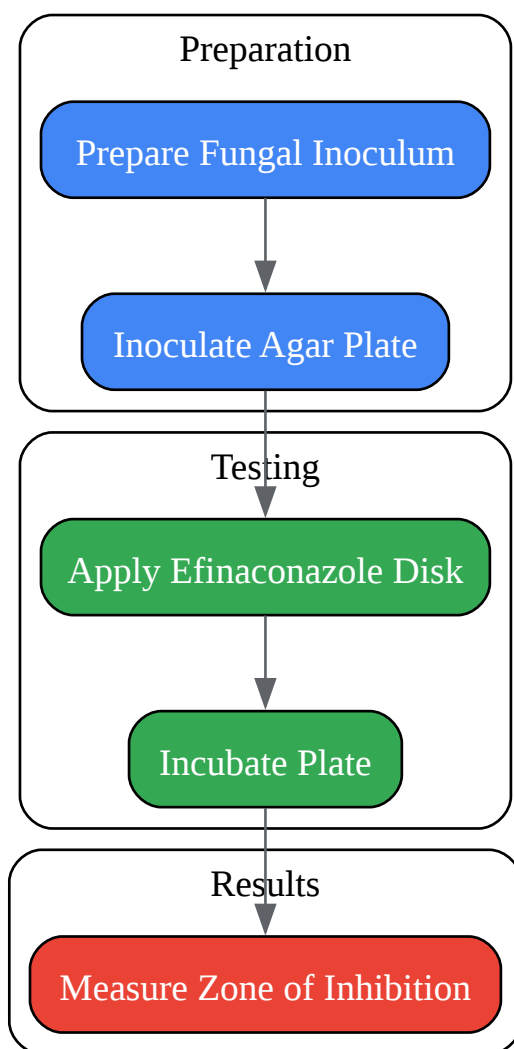 Preparation
Prepare Fungal Inoculum
Inoculate Agar Plate
Testing
Apply Efinaconazole Disk
Incubate Plate
Results
Measure Zone of Inhibition